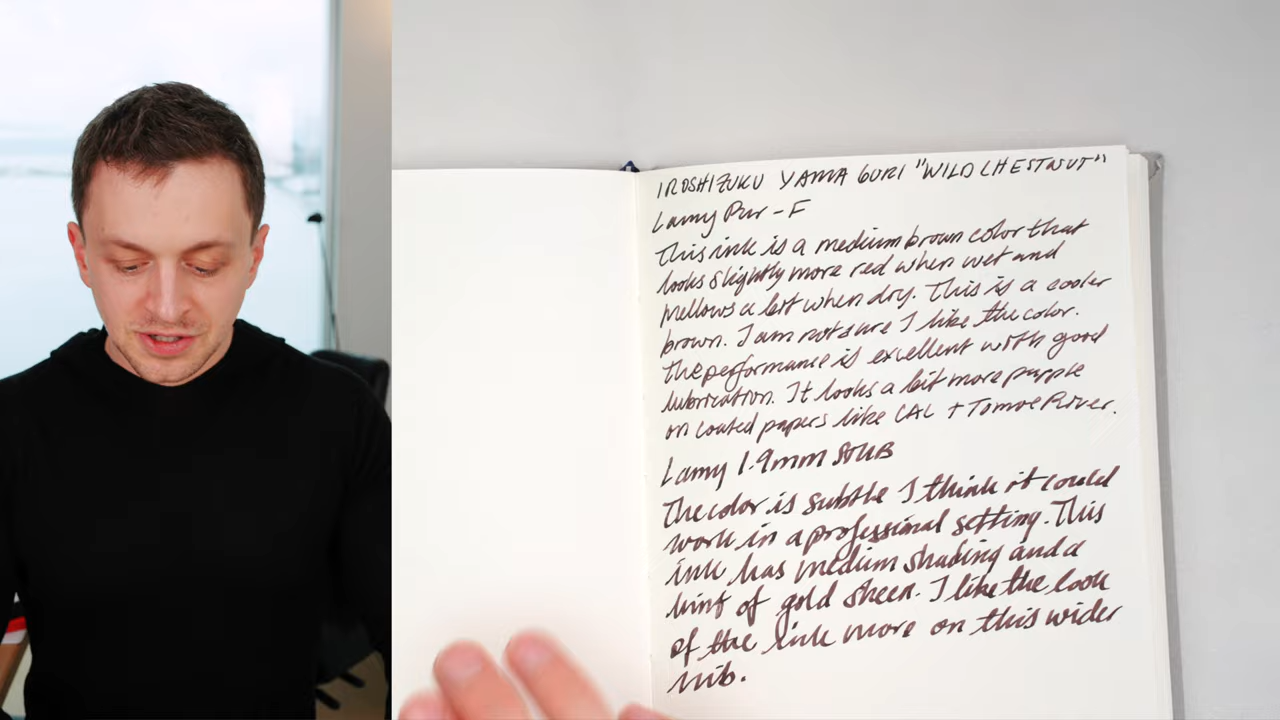 IROSHIZUKU YAMA GURI "WILD CHESTNUT"
Lamy Pur - F
This ink is a medium brown color that
looks slightly more red when wet and
mellows a bit when dry. This is a cooler
brown. I am not sure I like the color.
The performance is excellent with good
lubrication. It looks a bit more purple
on coated papers like CAL + Tomoe River.
Lamy 1.9mm STUB
The color is subtle I think it could
work in a professional setting. This
ink has medium shading and a
hint of gold sheen. I like the look
of the ink more on this wider
nib.